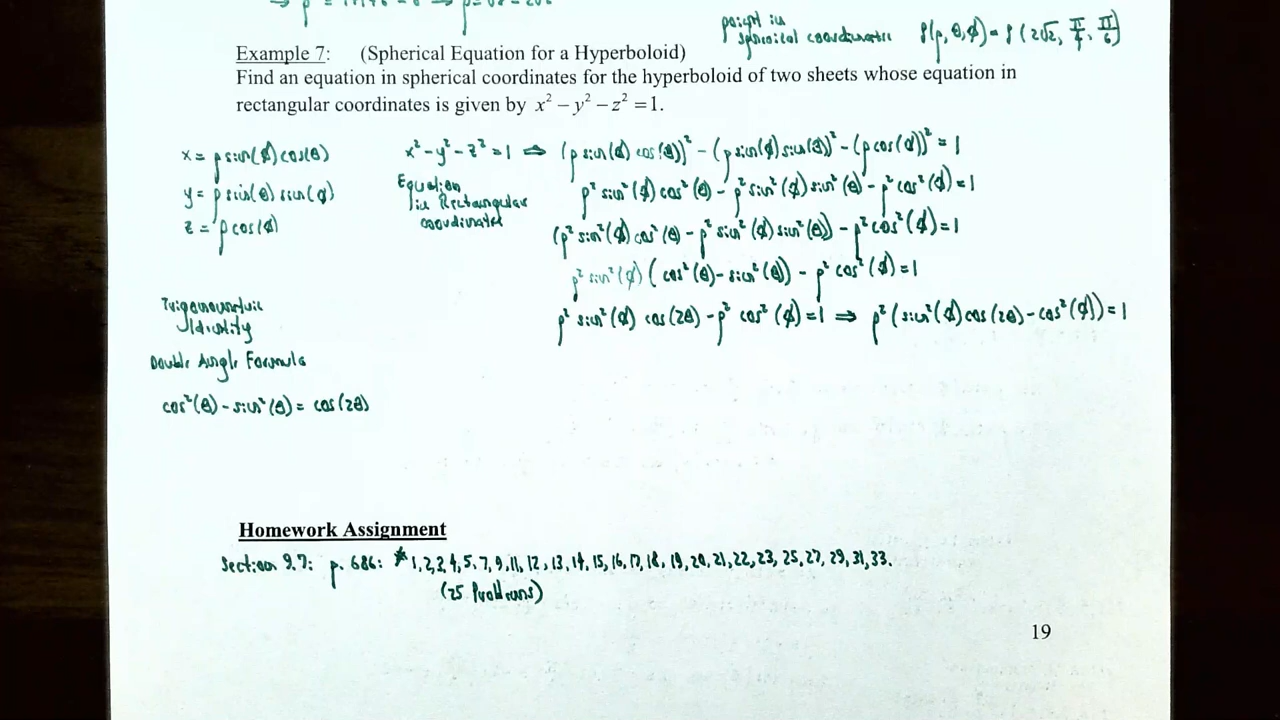 point in
spherical coordinates P(ρ, θ, ϕ) = P(2√2, π/4, π/6)
Example 7: (Spherical Equation for a Hyperboloid)
Find an equation in spherical coordinates for the hyperboloid of two sheets whose equation in
rectangular coordinates is given by x² − y² − z² = 1.
x = ρ sin(ϕ) cos(θ)
y = ρ sin(θ) sin(ϕ)
z = ρ cos(ϕ)
x² − y² − z² = 1 ⇒ (ρ sin(ϕ) cos(θ))² − (ρ sin(ϕ) sin(θ))² − (ρ cos(ϕ))² = 1
Equation
in Rectangular
coordinates
ρ² sin²(ϕ) cos²(θ) − ρ² sin²(ϕ) sin²(θ) − ρ² cos²(ϕ) = 1
(ρ² sin²(ϕ) cos²(θ) − ρ² sin²(ϕ) sin²(θ)) − ρ² cos²(ϕ) = 1
ρ² sin²(ϕ) (cos²(θ) − sin²(θ)) − ρ² cos²(ϕ) = 1
ρ² sin²(ϕ) cos(2θ) − ρ² cos²(ϕ) = 1 ⇒ ρ² (sin²(ϕ) cos(2θ) − cos²(ϕ)) = 1
Trigonometric
Identity
Double Angle Formula
cos²(θ) − sin²(θ) = cos(2θ)
Homework Assignment
Section 9.7: p. 686: # 1, 2, 3, 4, 5, 7, 9, 11, 12, 13, 14, 15, 16, 17, 18, 19, 20, 21, 22, 23, 25, 27, 29, 31, 33.
(25 Problems)
19